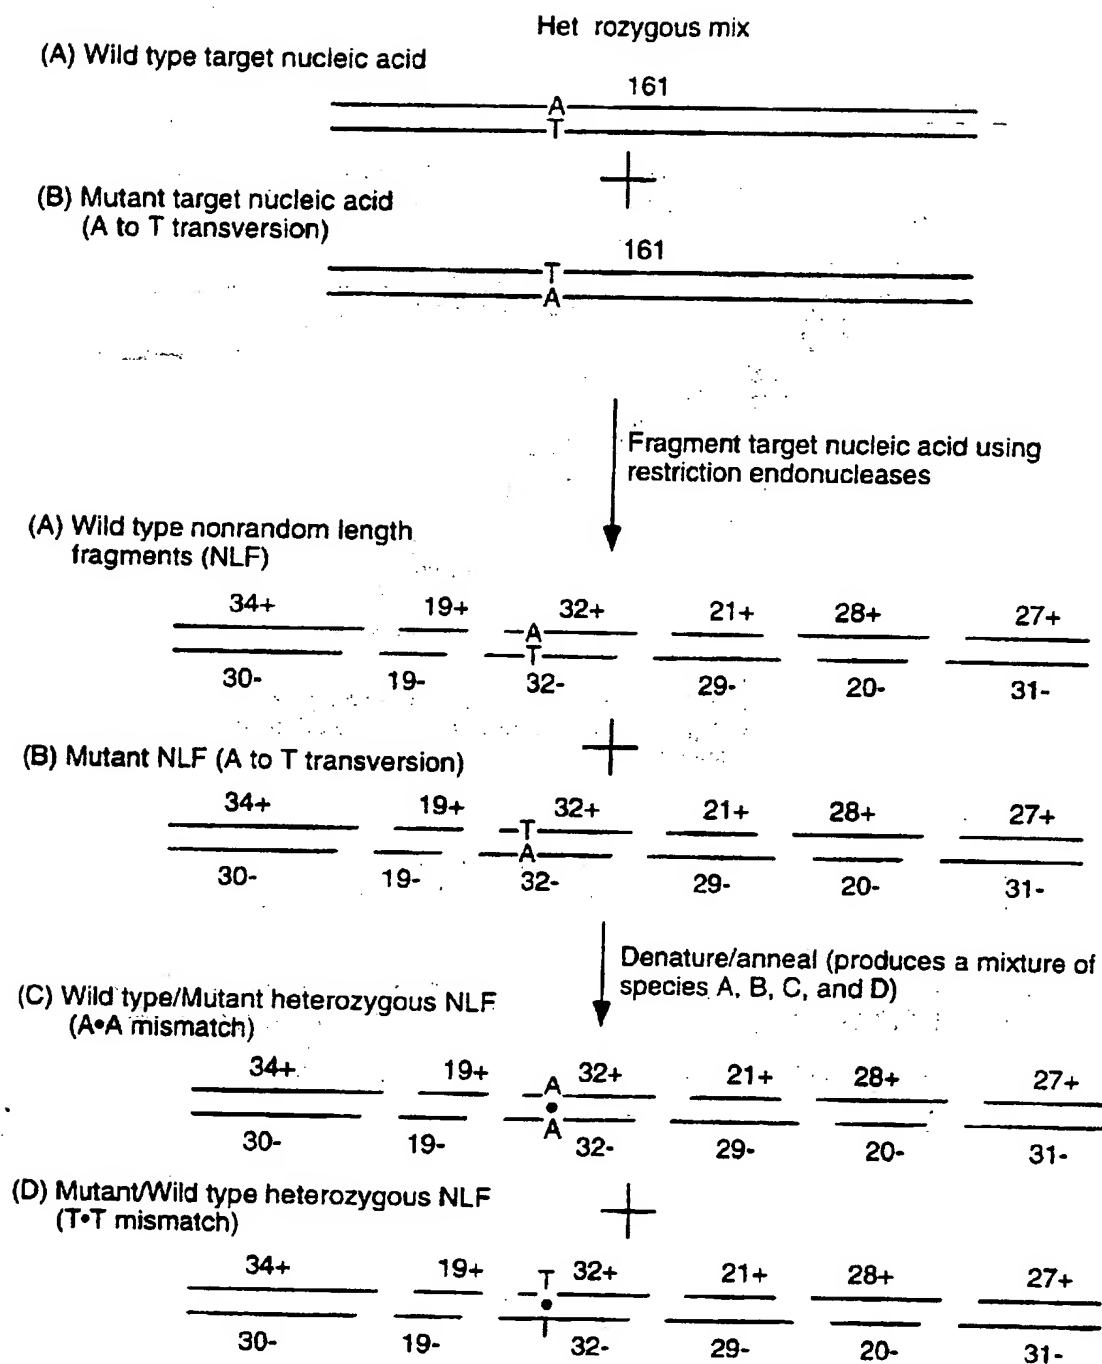 Het rozygous mix
(A) Wild type target nucleic acid
161
A
T
+
(B) Mutant target nucleic acid
(A to T transversion)
161
T
A
Fragment target nucleic acid using
restriction endonucleases
(A) Wild type nonrandom length
fragments (NLF)
34+ 19+ 32+ 21+ 28+ 27+
A
T
30- 19- 32- 29- 20- 31-
+
(B) Mutant NLF (A to T transversion)
34+ 19+ 32+ 21+ 28+ 27+
T
A
30- 19- 32- 29- 20- 31-
Denature/anneal (produces a mixture of
species A, B, C, and D)
(C) Wild type/Mutant heterozygous NLF
(A•A mismatch)
34+ 19+ A 32+ 21+ 28+ 27+
•
A
30- 19- 32- 29- 20- 31-
(D) Mutant/Wild type heterozygous NLF
(T•T mismatch)
+
34+ 19+ T 32+ 21+ 28+ 27+
•
T
30- 19- 32- 29- 20- 31-